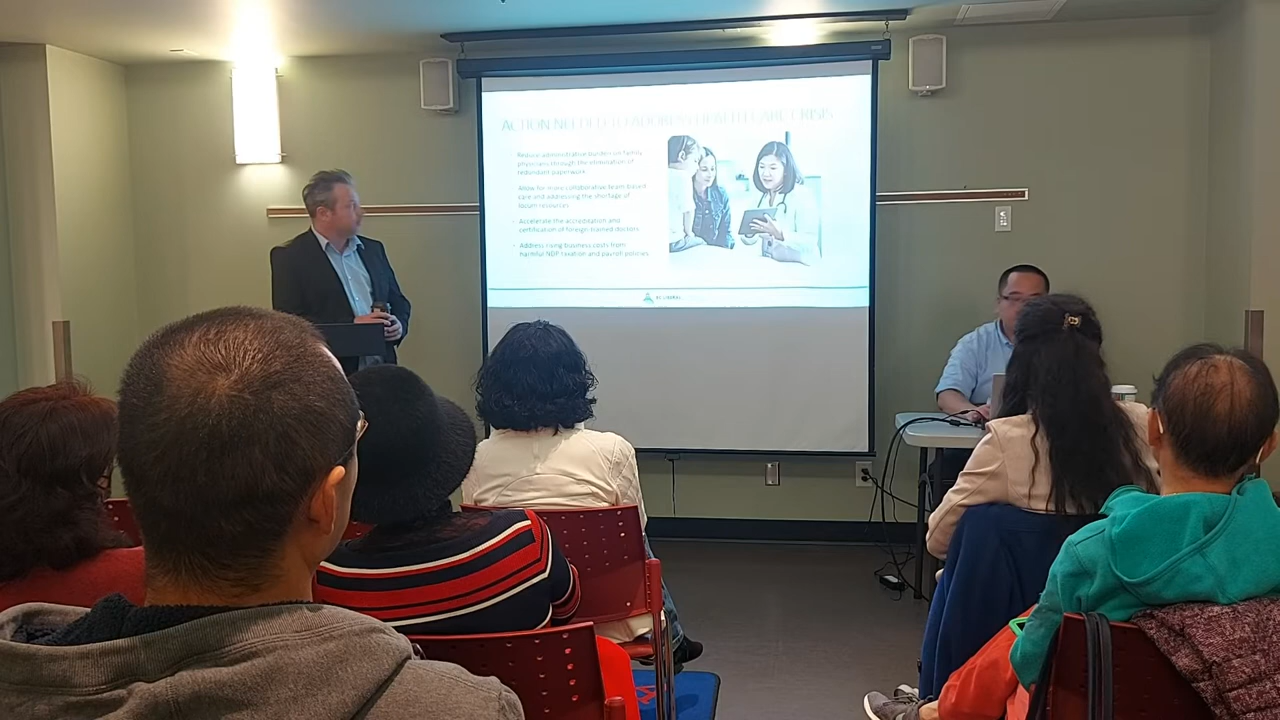 ACTION NEEDED TO ADDRESS HEALTH CARE CRISIS
Reduce administrative burden on family
physicians through the elimination of
redundant paperwork
Allow for more collaborative team-based
care and addressing the shortage of
locum resources
- Accelerate the accreditation and
certification of foreign-trained doctors
- Address rising business costs from
harmful NDP taxation and payroll policies
BC LIBERAL